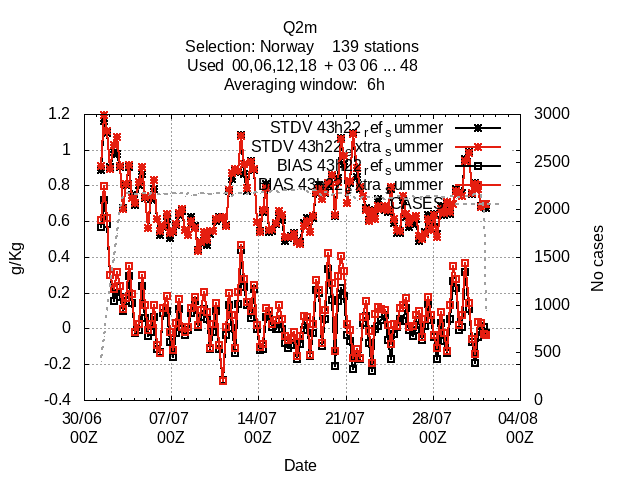 Q2m
Selection: Norway 139 stations
Used 00,06,12,18 + 03 06 ... 48
Averaging window: 6h
STDV 43h22_ref_summer
STDV 43h22_extra_summer
BIAS 43h22_ref_summer
BIAS 43h22_extra_summer
CASES
1.2
1
0.8
0.6
0.4
0.2
0
-0.2
-0.4
g/Kg
3000
2500
2000
1500
1000
500
0
No cases
30/06 07/07 14/07 21/07 28/07 04/08
00Z 00Z 00Z 00Z 00Z 00Z
Date